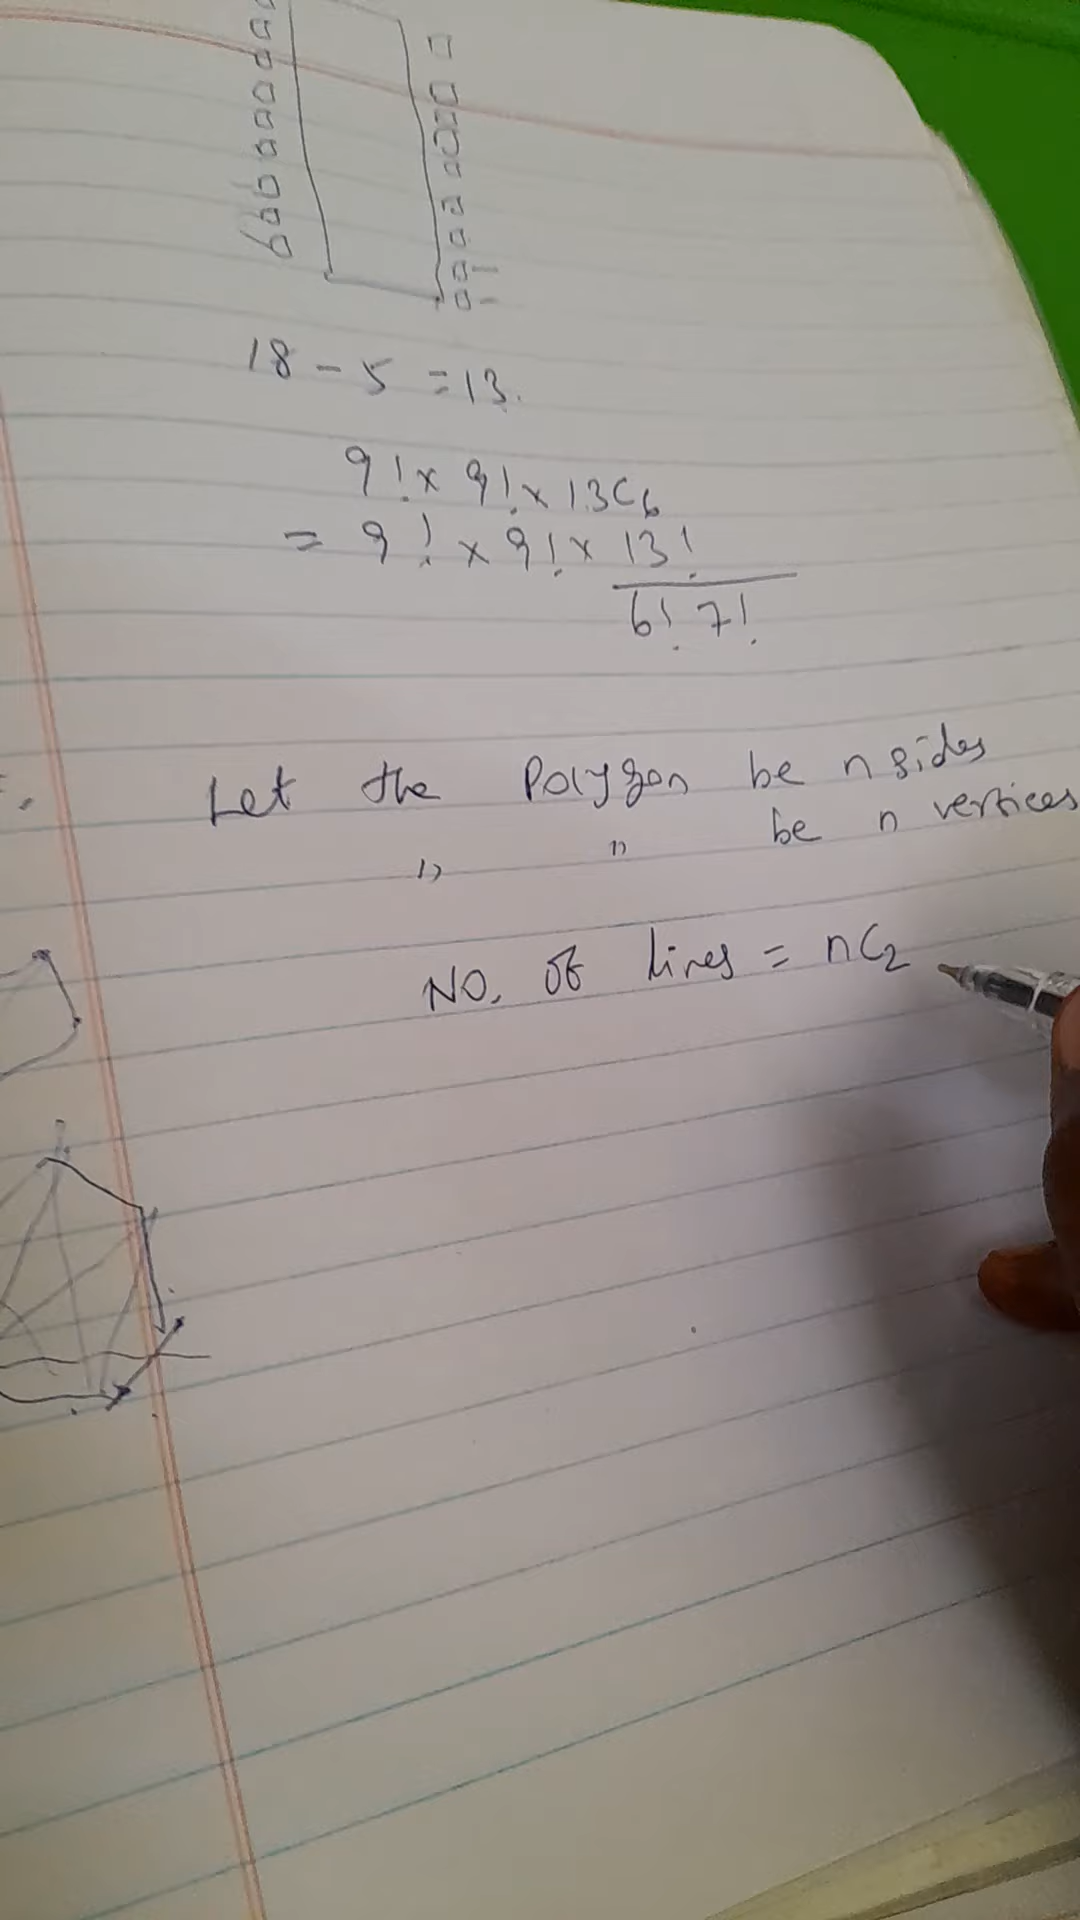 18 - 5 = 13.
9! x 9! x 13C6
= 9! x 9! x 13!
6! 7!
Let the Polygon be n sides
" " be n vertices
NO. of lines = nC2